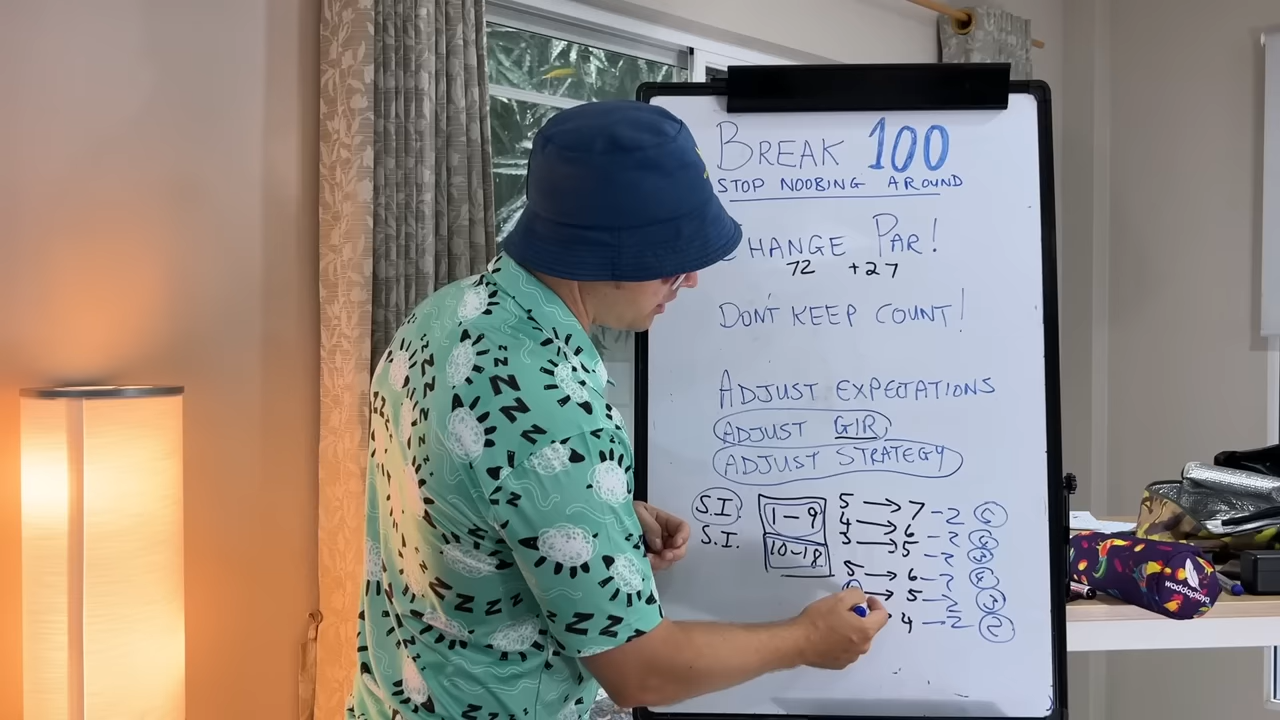 BREAK 100
STOP NOOBING AROUND
HANGE PAR!
72 +27
DON'T KEEP COUNT!
ADJUST EXPECTATIONS
ADJUST GIR
ADJUST STRATEGY
S.I 1-9 5 → 7 -2
S.I. 4 → 6 -2
10-18 3 → 5 -2
5 → 6 -2
→ 5 -2
4 → 2 2
waddaplaya